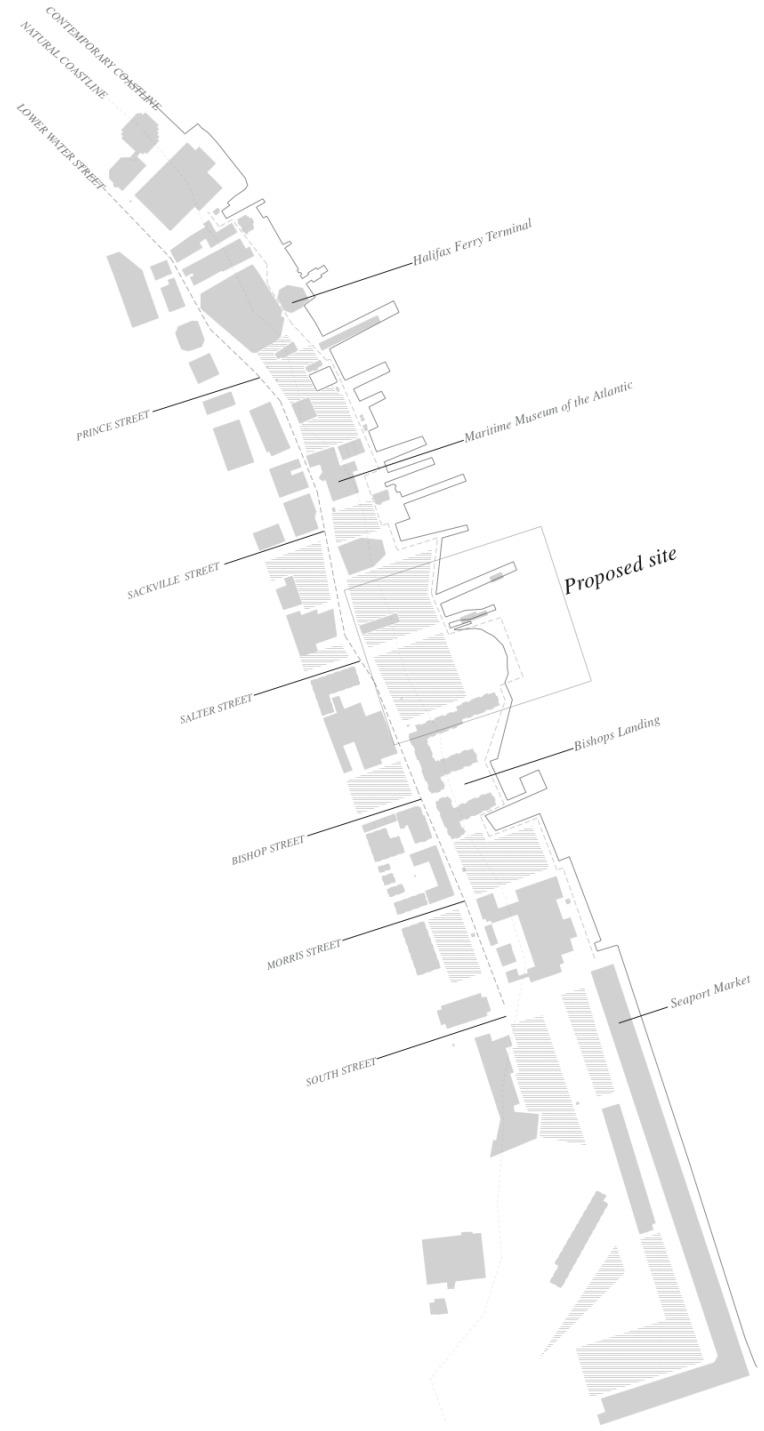 CONTEMPORARY COASTLINE
NATURAL COASTLINE
LOWER WATER STREET
Halifax Ferry Terminal
PRINCE STREET
Maritime Museum of the Atlantic
SACKVILLE STREET
Proposed site
SALTER STREET
Bishops Landing
BISHOP STREET
MORRIS STREET
Seaport Market
SOUTH STREET